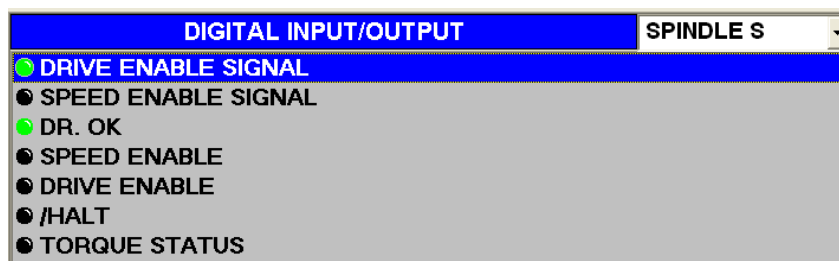 DIGITAL INPUT/OUTPUT SPINDLE S
DRIVE ENABLE SIGNAL
SPEED ENABLE SIGNAL
DR. OK
SPEED ENABLE
DRIVE ENABLE
/HALT
TORQUE STATUS